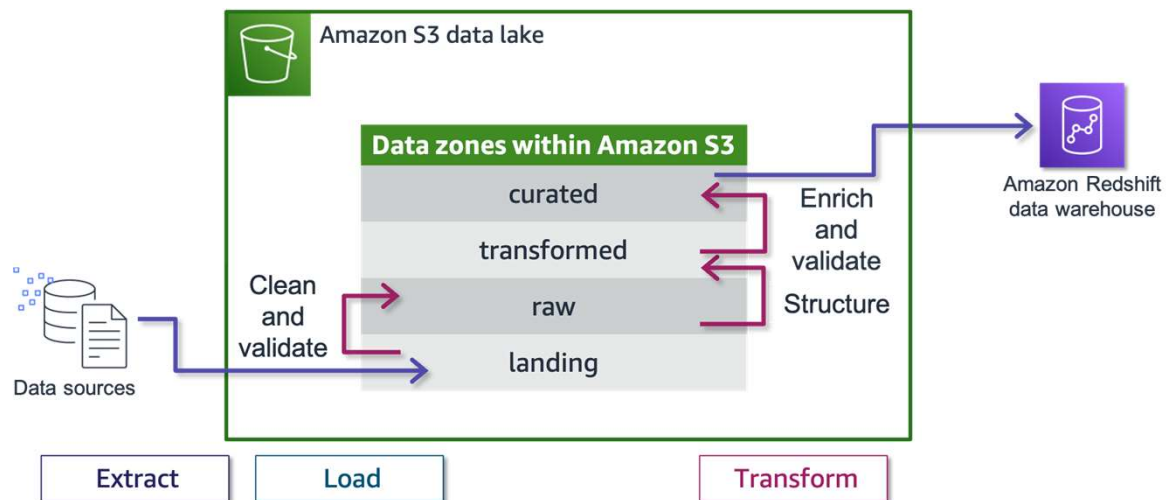 Amazon S3 data lake
Data zones within Amazon S3
curated
transformed
raw
landing
Clean
and
validate
Enrich
and
validate
Structure
Data sources
Amazon Redshift
data warehouse
Extract
Load
Transform